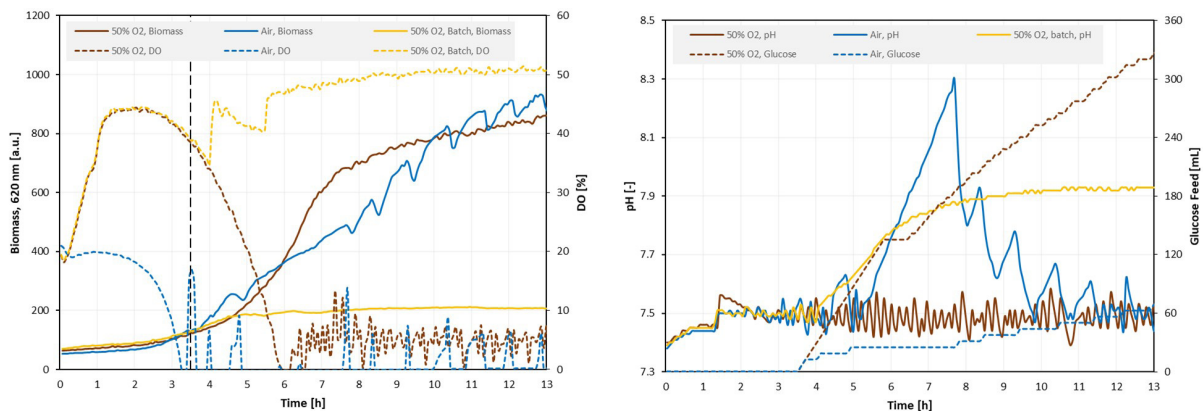 1200
1000
800
600
400
200
0
Biomass, 620 nm [a.u.]
50% O2, Biomass
Air, Biomass
50% O2, Batch, Biomass
50% O2, DO
Air, DO
50% O2, Batch, DO
60
50
40
30
20
10
0
DO [%]
0 1 2 3 4 5 6 7 8 9 10 11 12 13
Time [h]
8.5
8.3
8.1
7.9
7.7
7.5
7.3
pH [-]
50% O2, pH
Air, pH
50% O2, batch, pH
50% O2, Glucose
Air, Glucose
360
300
240
180
120
60
0
Glucose Feed [mL]
0 1 2 3 4 5 6 7 8 9 10 11 12 13
Time [h]